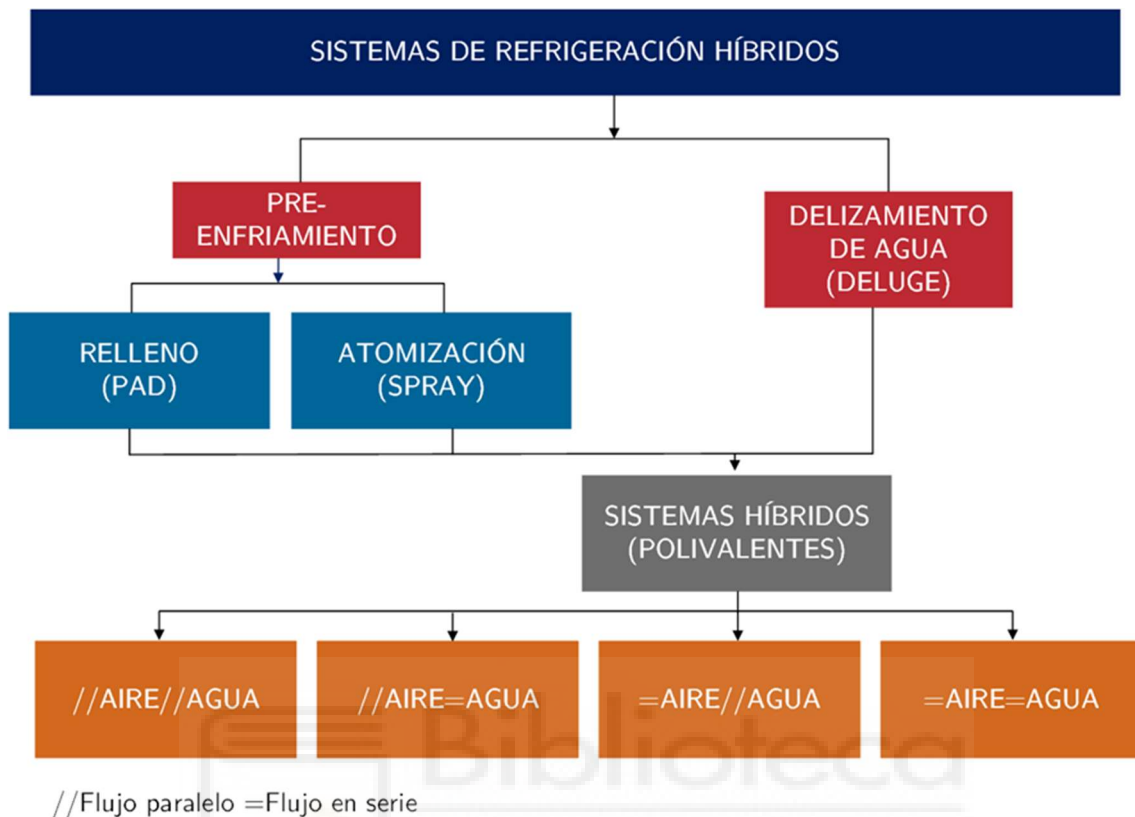 SISTEMAS DE REFRIGERACIÓN HÍBRIDOS
PRE-
ENFRIAMIENTO
DELIZAMIENTO
DE AGUA
(DELUGE)
RELLENO
(PAD)
ATOMIZACIÓN
(SPRAY)
SISTEMAS HÍBRIDOS
(POLIVALENTES)
//AIRE//AGUA
//AIRE=AGUA
=AIRE//AGUA
=AIRE=AGUA
Biblioteca
//Flujo paralelo =Flujo en serie